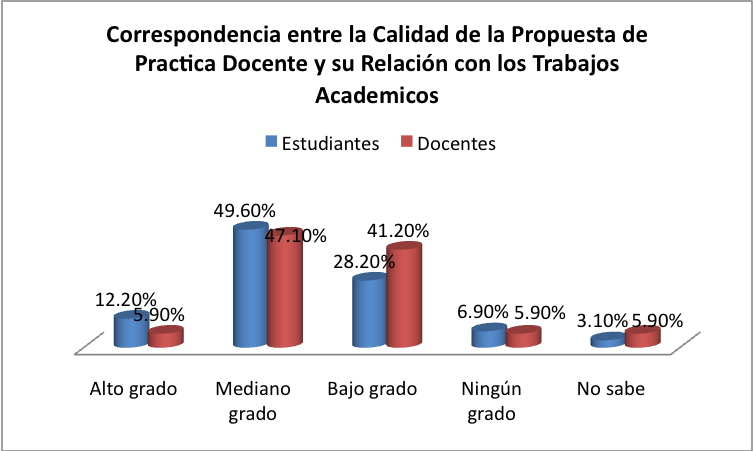 Correspondencia entre la Calidad de la Propuesta de
Practica Docente y su Relación con los Trabajos
Academicos
Estudiantes Docentes
49.60%
47.10%
41.20%
28.20%
12.20%
5.90%
6.90%
5.90%
3.10%
5.90%
Alto grado
Mediano
grado
Bajo grado
Ningún
grado
No sabe